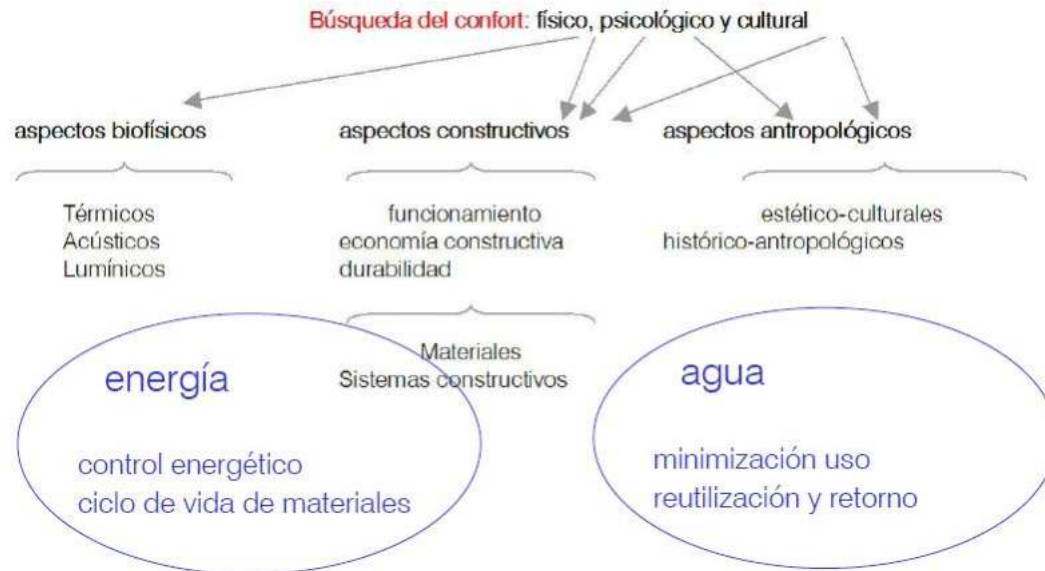 Búsqueda del confort: físico, psicológico y cultural
aspectos biofísicos
Térmicos
Acústicos
Lumínicos
aspectos constructivos
funcionamiento
economía constructiva
durabilidad
Materiales
Sistemas constructivos
aspectos antropológicos
estético-culturales
histórico-antropológicos
energía
control energético
ciclo de vida de materiales
agua
minimización uso
reutilización y retorno